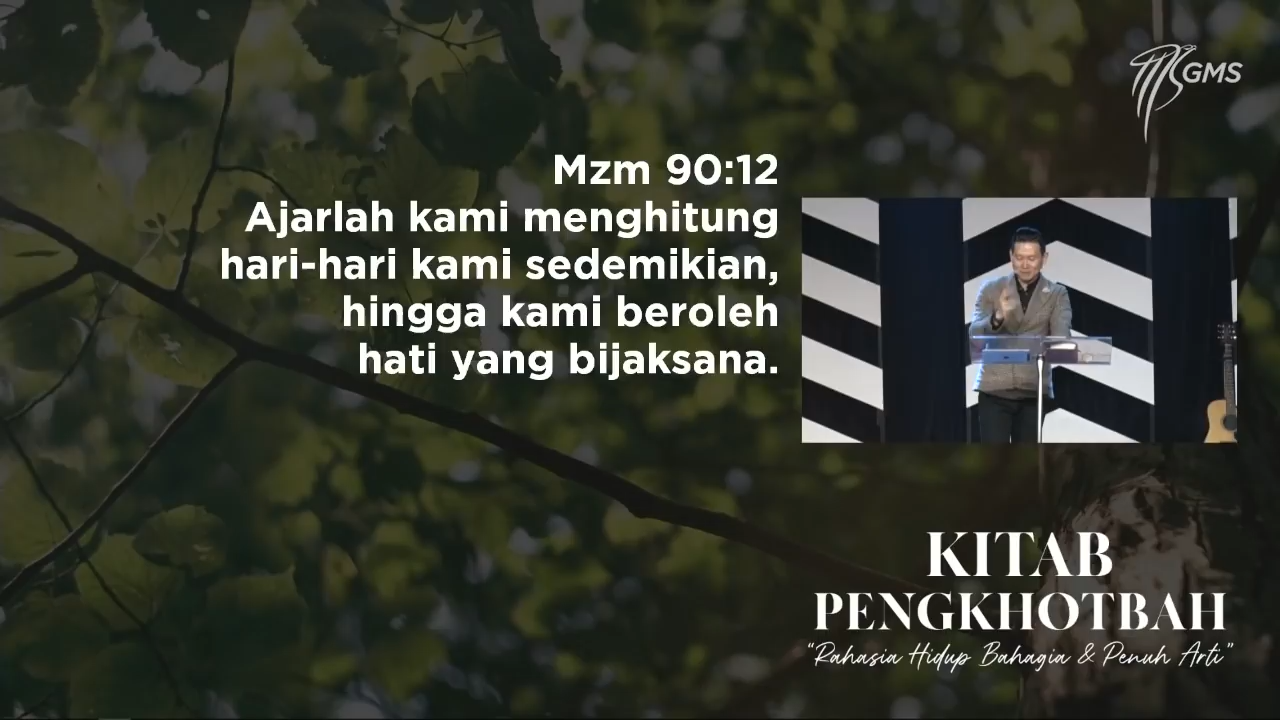 GMS
Mzm 90:12
Ajarlah kami menghitung
hari-hari kami sedemikian,
hingga kami beroleh
hati yang bijaksana.
KITAB
PENGKHOTBAH
“Rahasia Hidup Bahagia & Penuh Arti”